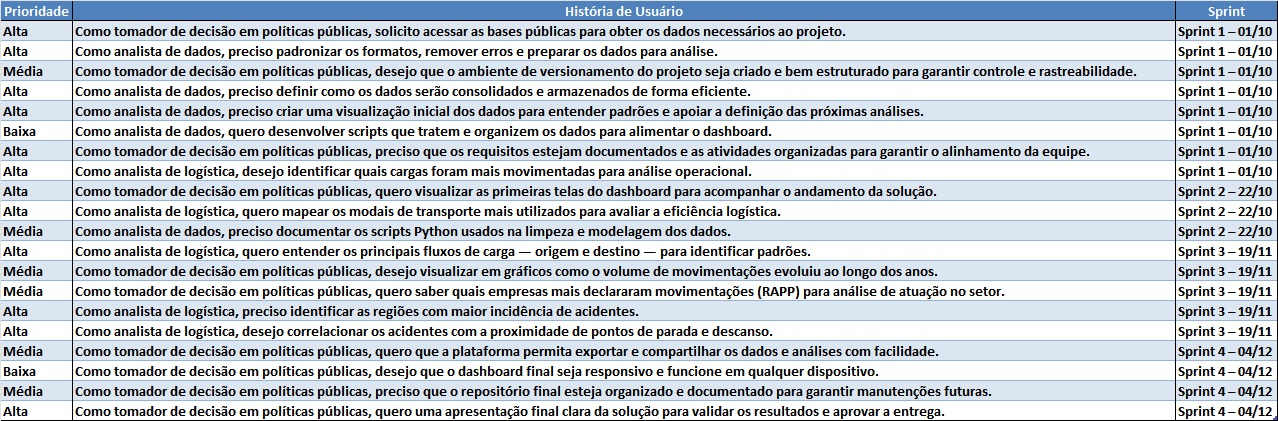 Prioridade História de Usuário Sprint
Alta Como tomador de decisão em políticas públicas, solicito acessar as bases públicas para obter os dados necessários ao projeto. Sprint 1 – 01/10
Alta Como analista de dados, preciso padronizar os formatos, remover erros e preparar os dados para análise. Sprint 1 – 01/10
Média Como tomador de decisão em políticas públicas, desejo que o ambiente de versionamento do projeto seja criado e bem estruturado para garantir controle e rastreabilidade. Sprint 1 – 01/10
Alta Como analista de dados, preciso definir como os dados serão consolidados e armazenados de forma eficiente. Sprint 1 – 01/10
Alta Como analista de dados, preciso criar uma visualização inicial dos dados para entender padrões e apoiar a definição das próximas análises. Sprint 1 – 01/10
Baixa Como analista de dados, quero desenvolver scripts que tratem e organizem os dados para alimentar o dashboard. Sprint 1 – 01/10
Alta Como tomador de decisão em políticas públicas, preciso que os requisitos estejam documentados e as atividades organizadas para garantir o alinhamento da equipe. Sprint 1 – 01/10
Alta Como analista de logística, desejo identificar quais cargas foram mais movimentadas para análise operacional. Sprint 1 – 01/10
Alta Como tomador de decisão em políticas públicas, quero visualizar as primeiras telas do dashboard para acompanhar o andamento da solução. Sprint 2 – 22/10
Alta Como analista de logística, quero mapear os modais de transporte mais utilizados para avaliar a eficiência logística. Sprint 2 – 22/10
Média Como analista de dados, preciso documentar os scripts Python usados na limpeza e modelagem dos dados. Sprint 2 – 22/10
Alta Como analista de logística, quero entender os principais fluxos de carga — origem e destino — para identificar padrões. Sprint 3 – 19/11
Média Como tomador de decisão em políticas públicas, desejo visualizar em gráficos como o volume de movimentações evoluiu ao longo dos anos. Sprint 3 – 19/11
Média Como tomador de decisão em políticas públicas, quero saber quais empresas mais declararam movimentações (RAPP) para análise de atuação no setor. Sprint 3 – 19/11
Alta Como analista de logística, preciso identificar as regiões com maior incidência de acidentes. Sprint 3 – 19/11
Alta Como analista de logística, desejo correlacionar os acidentes com a proximidade de pontos de parada e descanso. Sprint 3 – 19/11
Média Como tomador de decisão em políticas públicas, quero que a plataforma permita exportar e compartilhar os dados e análises com facilidade. Sprint 4 – 04/12
Baixa Como tomador de decisão em políticas públicas, desejo que o dashboard final seja responsivo e funcione em qualquer dispositivo. Sprint 4 – 04/12
Média Como tomador de decisão em políticas públicas, preciso que o repositório final esteja organizado e documentado para garantir manutenções futuras. Sprint 4 – 04/12
Alta Como tomador de decisão em políticas públicas, quero uma apresentação final clara da solução para validar os resultados e aprovar a entrega. Sprint 4 – 04/12